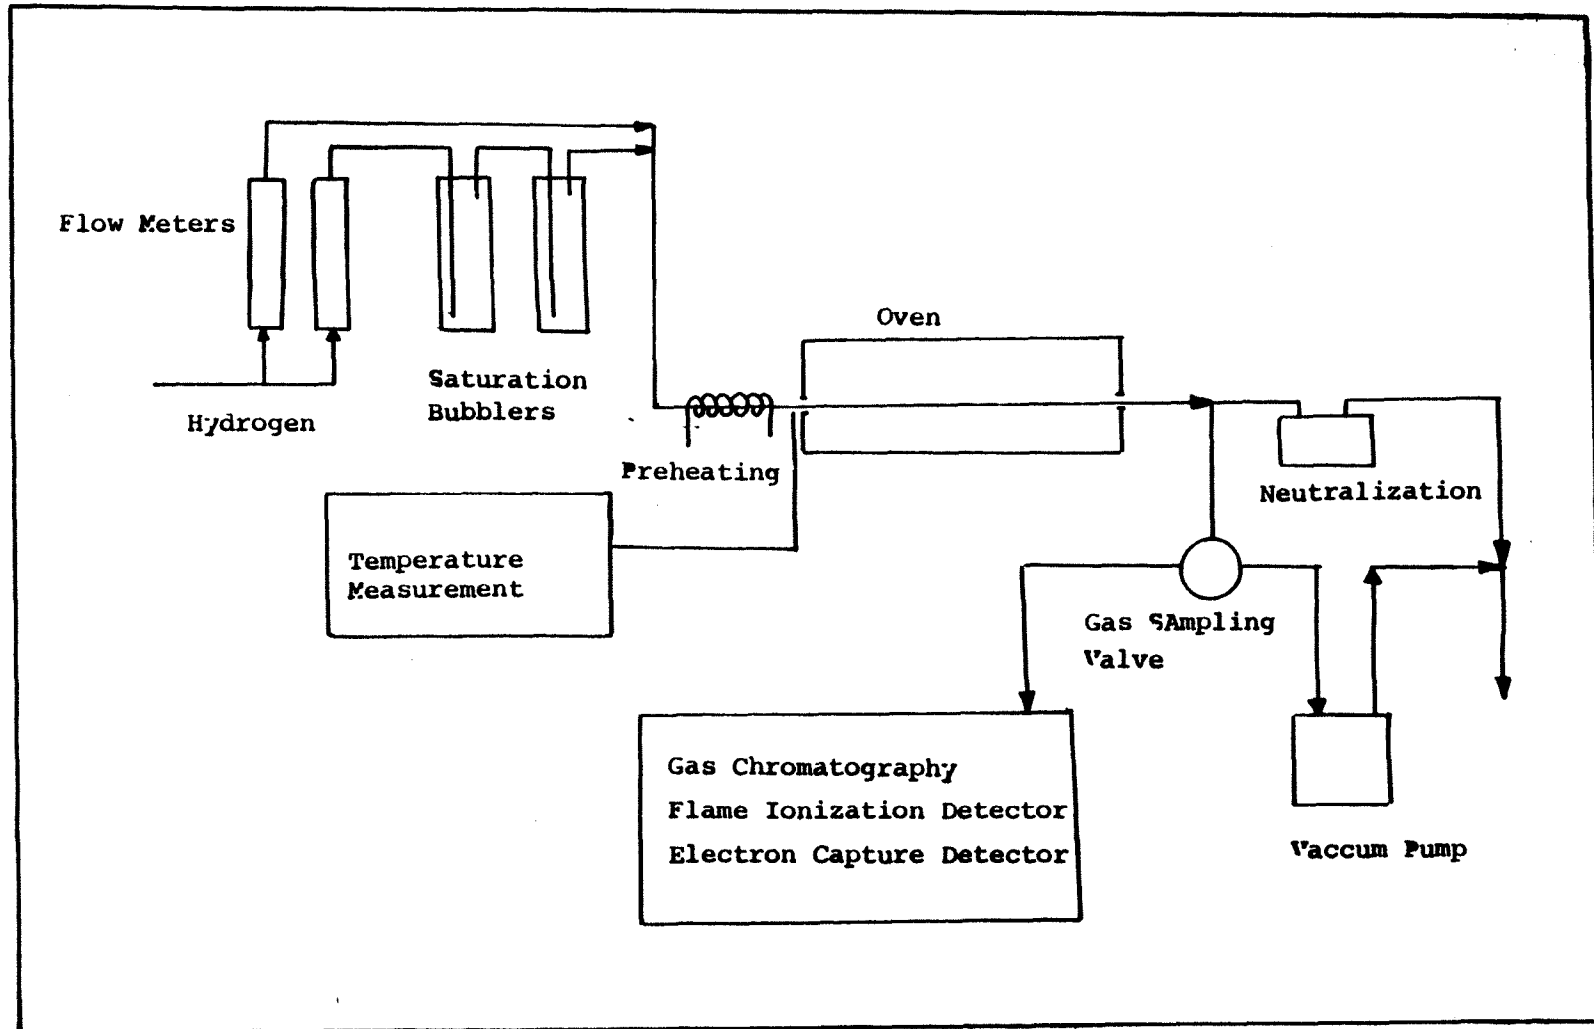 Flow Meters
Oven
Saturation
Bubblers
Hydrogen
Preheating
Neutralization
Temperature
Measurement
Gas SAmpling
Valve
Gas Chromatography
Flame Ionization Detector
Electron Capture Detector
Vaccum Pump